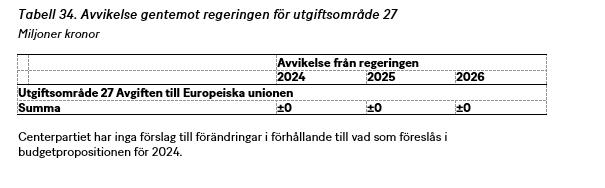 Tabell 34. Avvikelse gentemot regeringen för utgiftsområde 27
Miljoner kronor
Avvikelse från regeringen
2024 2025 2026
Utgiftsområde 27 Avgiften till Europeiska unionen
Summa ±0 ±0 ±0
Centerpartiet har inga förslag till förändringar i förhållande till vad som föreslås i
budgetpropositionen för 2024.